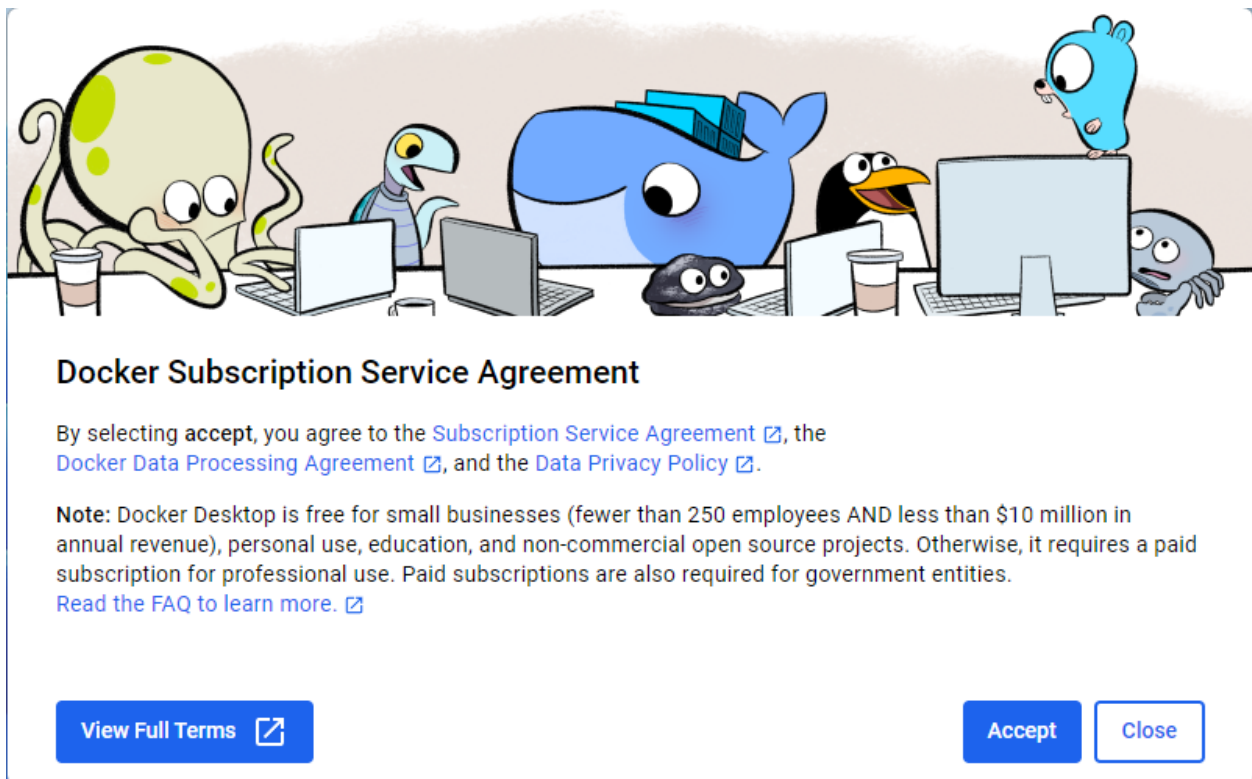 Docker Subscription Service Agreement
By selecting accept, you agree to the Subscription Service Agreement, the
Docker Data Processing Agreement, and the Data Privacy Policy.
Note: Docker Desktop is free for small businesses (fewer than 250 employees AND less than $10 million in
annual revenue), personal use, education, and non-commercial open source projects. Otherwise, it requires a paid
subscription for professional use. Paid subscriptions are also required for government entities.
Read the FAQ to learn more.
View Full Terms
Accept
Close